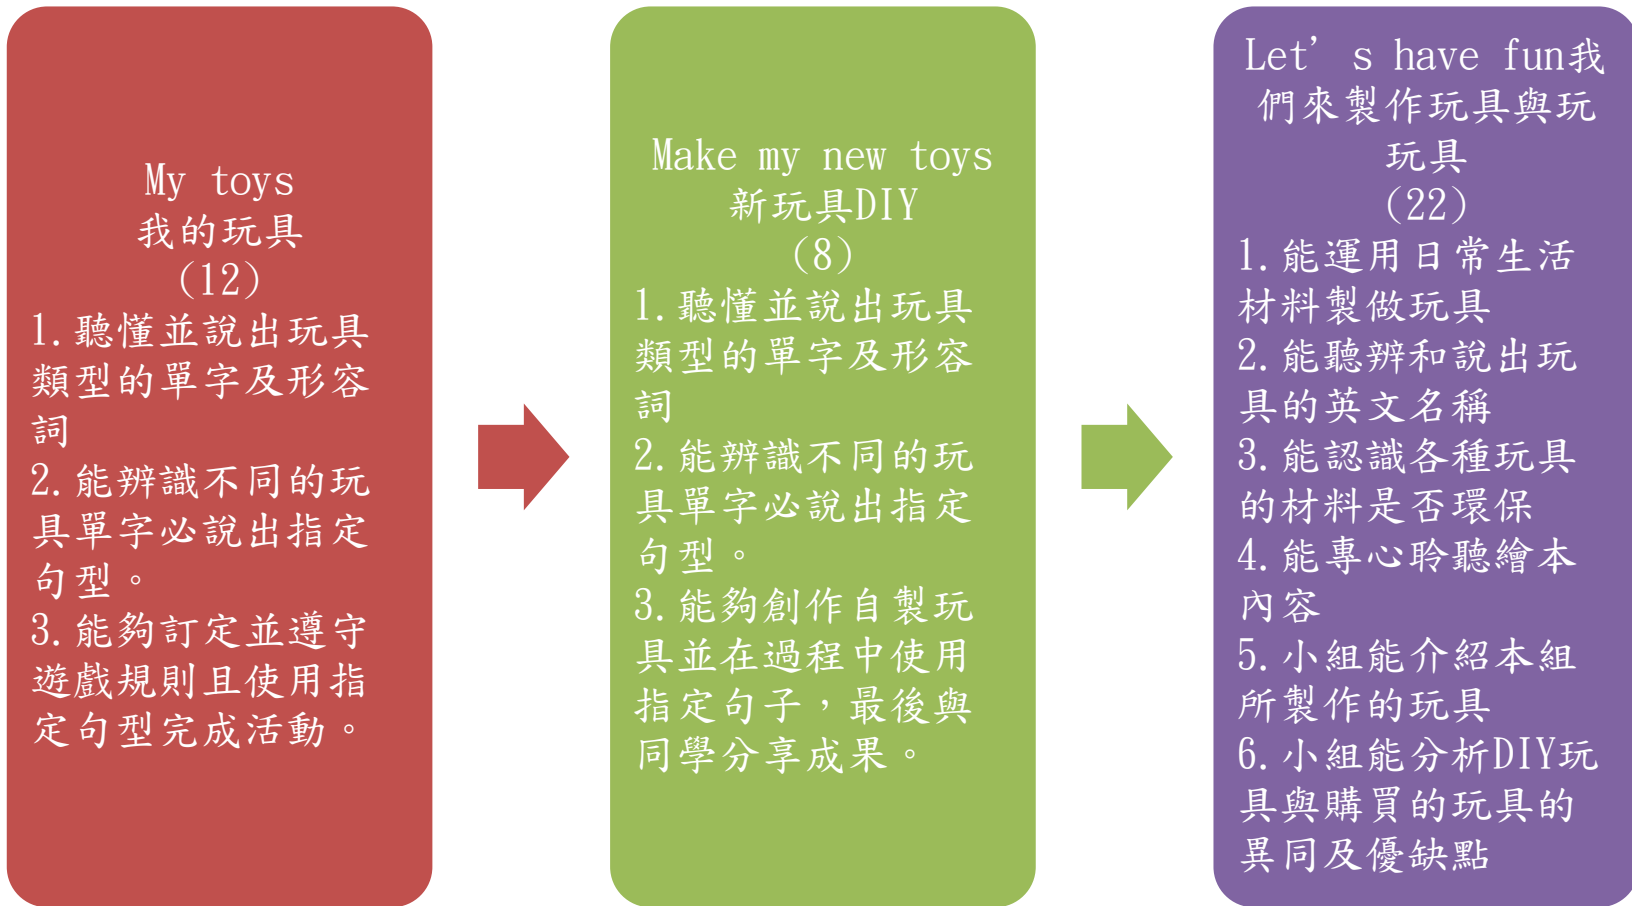 My toys
我的玩具
(12)
1.聽懂並說出玩具
類型的單字及形容
詞
2.能辨識不同的玩
具單字必說出指定
句型。
3.能夠訂定並遵守
遊戲規則且使用指
定句型完成活動。
Make my new toys
新玩具DIY
(8)
1.聽懂並說出玩具
類型的單字及形容
詞
2.能辨識不同的玩
具單字必說出指定
句型。
3.能夠創作自製玩
具並在過程中使用
指定句子，最後與
同學分享成果。
Let’s have fun我
們來製作玩具與玩
玩具
(22)
1.能運用日常生活
材料製做玩具
2.能聽辨和說出玩
具的英文名稱
3.能認識各種玩具
的材料是否環保
4.能專心聆聽繪本
內容
5.小組能介紹本組
所製作的玩具
6.小組能分析DIY玩
具與購買的玩具的
異同及優缺點